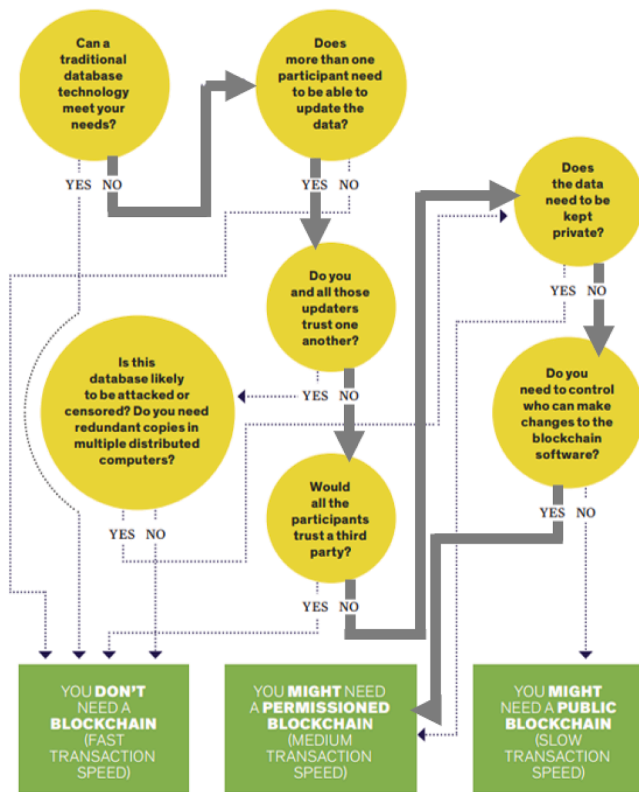 Can a
traditional
database
technology
meet your
needs?
YES NO
Does
more than one
participant need
to be able to
update the
data?
YES NO
Does
the data
need to be
kept
private?
YES NO
Do you
and all those
updaters
trust one
another?
YES NO
Is this
database likely
to be attacked or
censored? Do you need
redundant copies in
multiple distributed
computers?
YES NO
Do you
need to control
who can make
changes to the
blockchain
software?
YES NO
Would
all the
participants
trust a third
party?
YES NO
YOU DON'T
NEED A
BLOCKCHAIN
(FAST
TRANSACTION
SPEED)
YOU MIGHT NEED
A PERMISSIONED
BLOCKCHAIN
(MEDIUM
TRANSACTION
SPEED)
YOU MIGHT
NEED A PUBLIC
BLOCKCHAIN
(SLOW
TRANSACTION
SPEED)